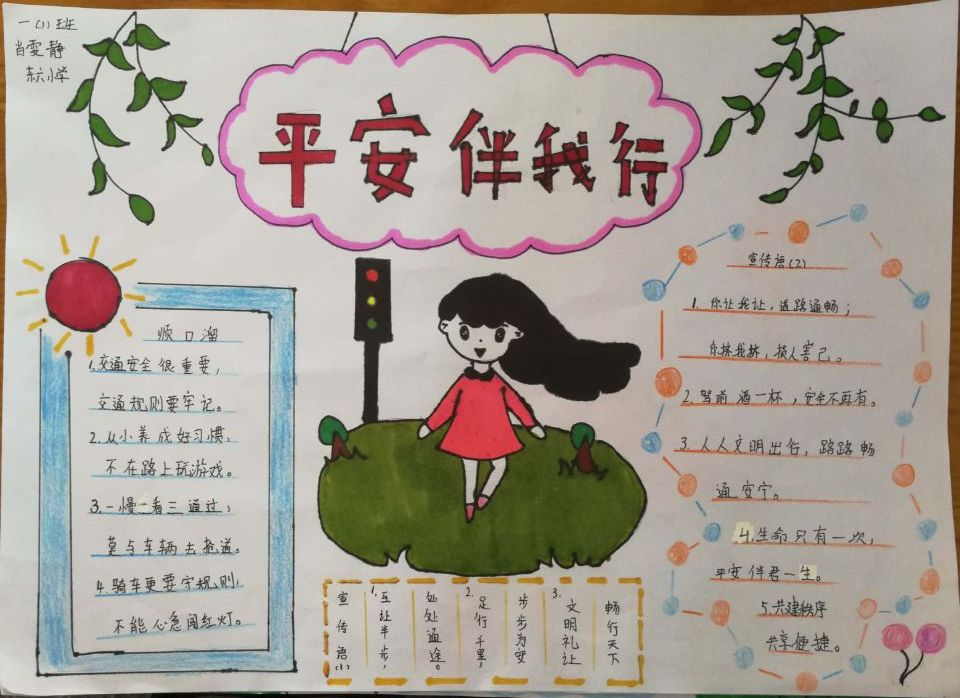 一（1）班
肖雯静
东六小学
平安伴我行
顺口溜
1.交通安全很重要，
交通规则要牢记。
2.从小养成好习惯，
不在路上玩游戏。
3.一慢二看三通过，
莫与车辆去抢道。
4.骑车更要守规则，
不能心急闯红灯。
宣传语（1）
1.互让半步，
处处通途。
2.足行千里，
步步为安
3.文明礼让
畅行天下
宣传语（2）
1.你让我让，道路通畅；
你挤我挤，损人害己。
2.驾前酒一杯，安全不再有。
3.人人文明出行，路路畅
通安宁。
4.生命只有一次，
平安伴君一生。
5.共建秩序
共享便捷。